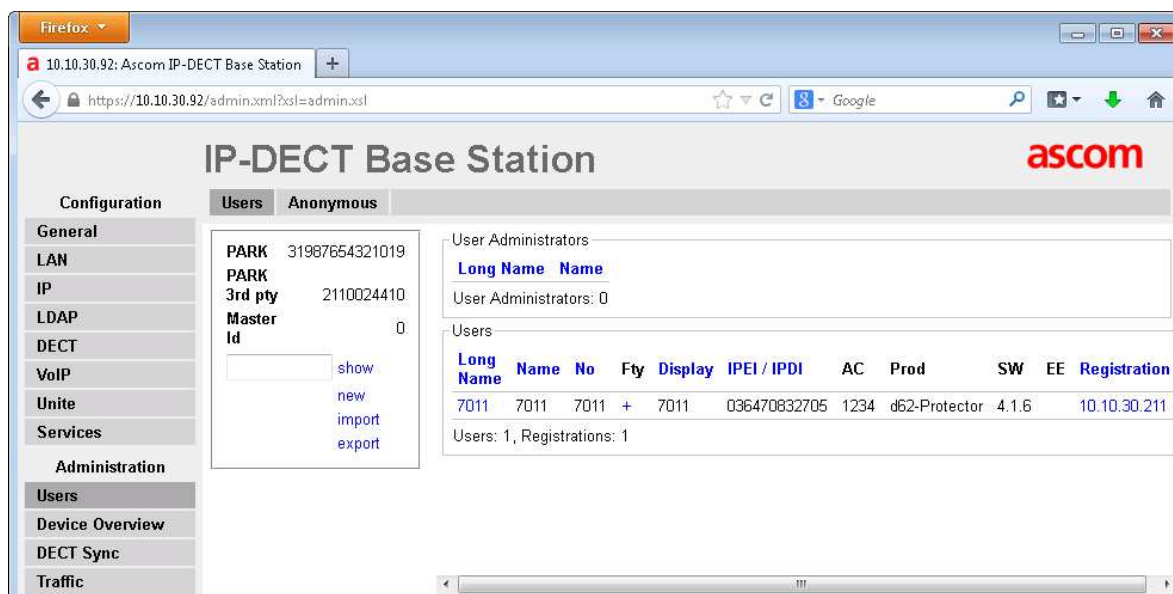 Firefox
a 10.10.30.92: Ascom IP-DECT Base Station +
https://10.10.30.92/admin.xml?xsl=admin.xsl
8 Google
IP-DECT Base Station
ascom
Configuration
General
LAN
IP
LDAP
DECT
VoIP
Unite
Services
Administration
Users
Device Overview
DECT Sync
Traffic
Users Anonymous
PARK 31987654321019
PARK
3rd pty 2110024410
Master
Id 0
show
new
import
export
User Administrators
Long Name Name
User Administrators: 0
Users
Long Name Name No Fty Display IPEI / IPDI AC Prod SW EE Registration
7011 7011 7011 + 7011 036470832705 1234 d62-Protector 4.1.6 10.10.30.211
Users: 1, Registrations: 1